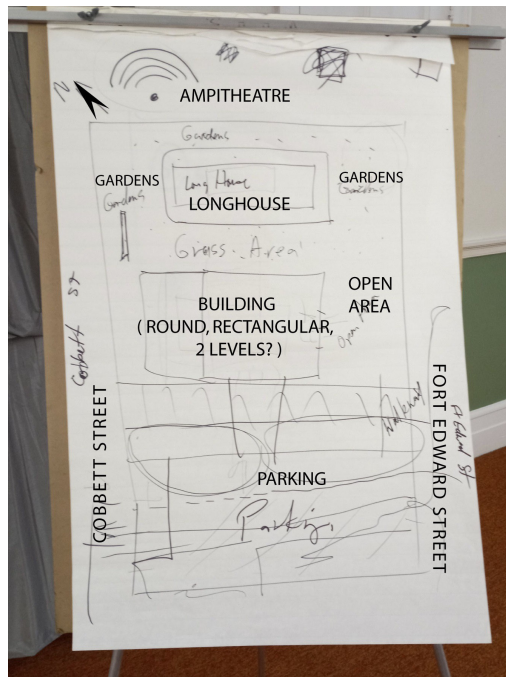 N
AMPITHEATRE
Gardens
GARDENS
Gardens
GARDENS
Gardens
Long House
LONGHOUSE
Grass Area
OPEN
AREA
Open
BUILDING
( ROUND, RECTANGULAR,
2 LEVELS? )
Cobbett St
COBBETT STREET
Walkway
FORT EDWARD STREET
Ft Edward St
PARKING
Parking